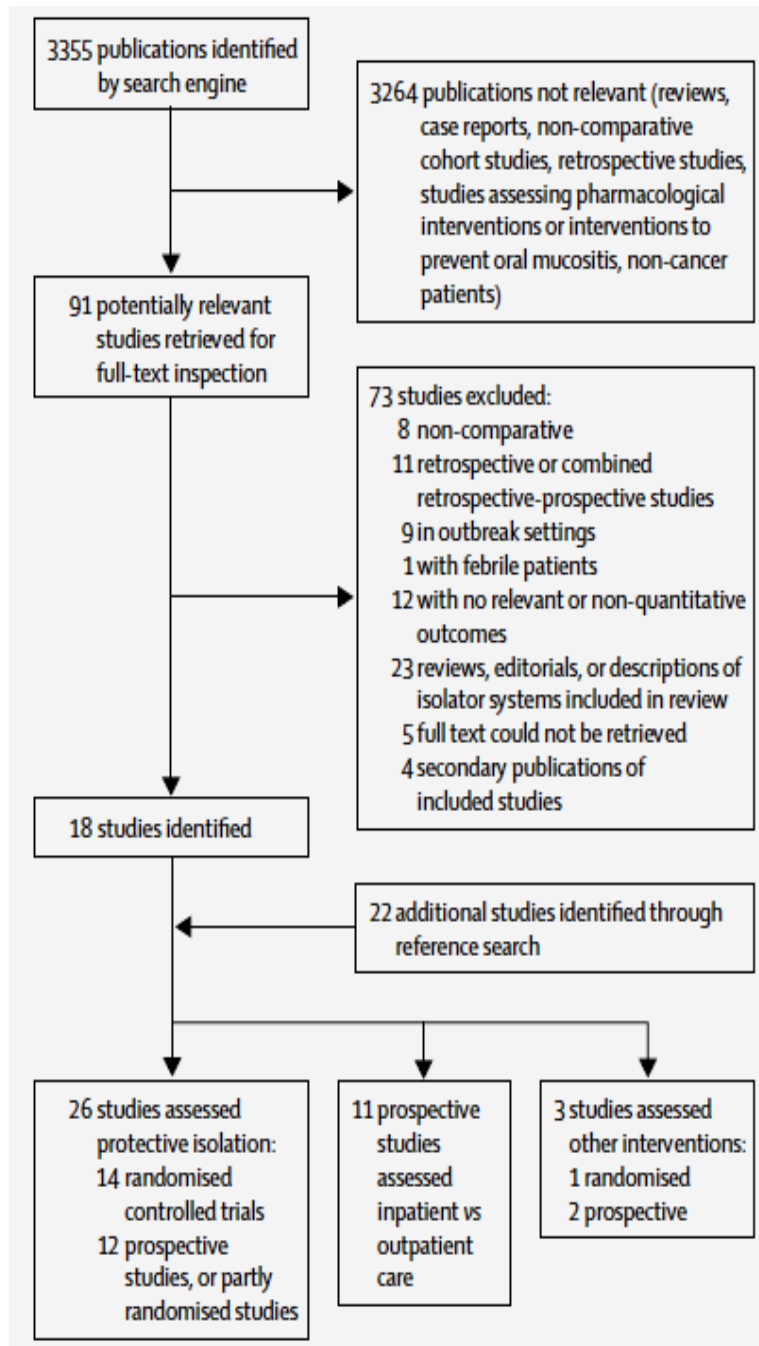 3355 publications identified
by search engine
3264 publications not relevant (reviews,
case reports, non-comparative
cohort studies, retrospective studies,
studies assessing pharmacological
interventions or interventions to
prevent oral mucositis, non-cancer
patients)
91 potentially relevant
studies retrieved for
full-text inspection
73 studies excluded:
8 non-comparative
11 retrospective or combined
retrospective-prospective studies
9 in outbreak settings
1 with febrile patients
12 with no relevant or non-quantitative
outcomes
23 reviews, editorials, or descriptions of
isolator systems included in review
5 full text could not be retrieved
4 secondary publications of
included studies
18 studies identified
22 additional studies identified through
reference search
26 studies assessed
protective isolation:
14 randomised
controlled trials
12 prospective
studies, or partly
randomised studies
11 prospective
studies
assessed
inpatient vs
outpatient
care
3 studies assessed
other interventions:
1 randomised
2 prospective